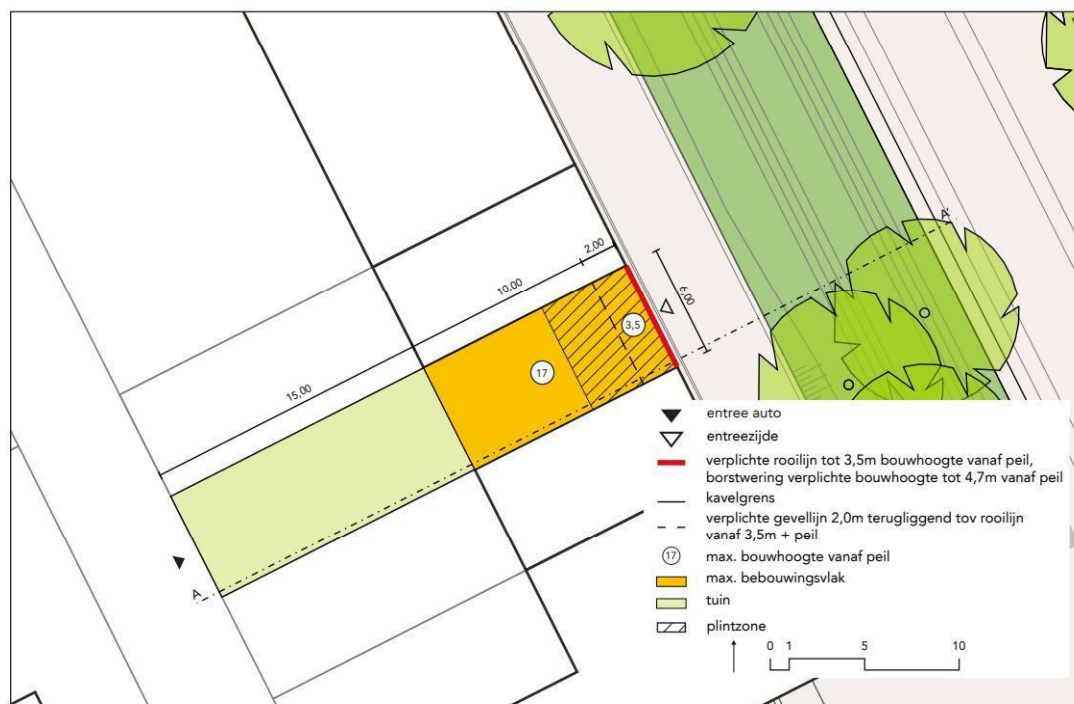 A'
2,00
10,00
6,00
3,5
17
15,00
A
entree auto
entreezijde
verplichte rooilijn tot 3,5m bouwhoogte vanaf peil,
borstwering verplichte bouwhoogte tot 4,7m vanaf peil
kavelgrens
verplichte gevellijn 2,0m terugliggend tov rooilijn
vanaf 3,5m + peil
17 max. bouwhoogte vanaf peil
max. bebouwingsvlak
tuin
plintzone
0 1 5 10